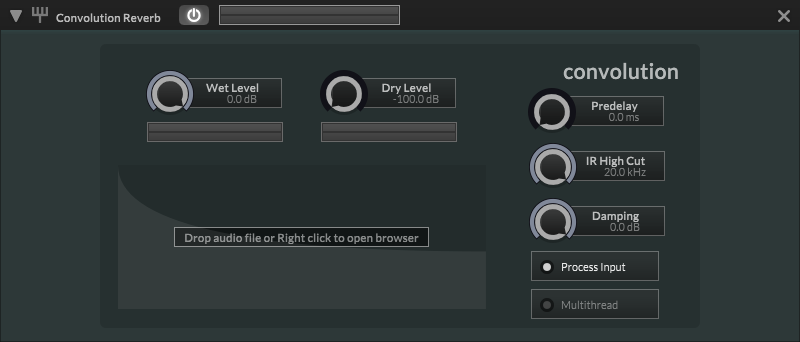 Convolution Reverb
convolution
Wet Level
0.0 dB
Dry Level
-100.0 dB
Predelay
0.0 ms
IR High Cut
20.0 kHz
Damping
0.0 dB
Drop audio file or Right click to open browser
Process Input
Multithread